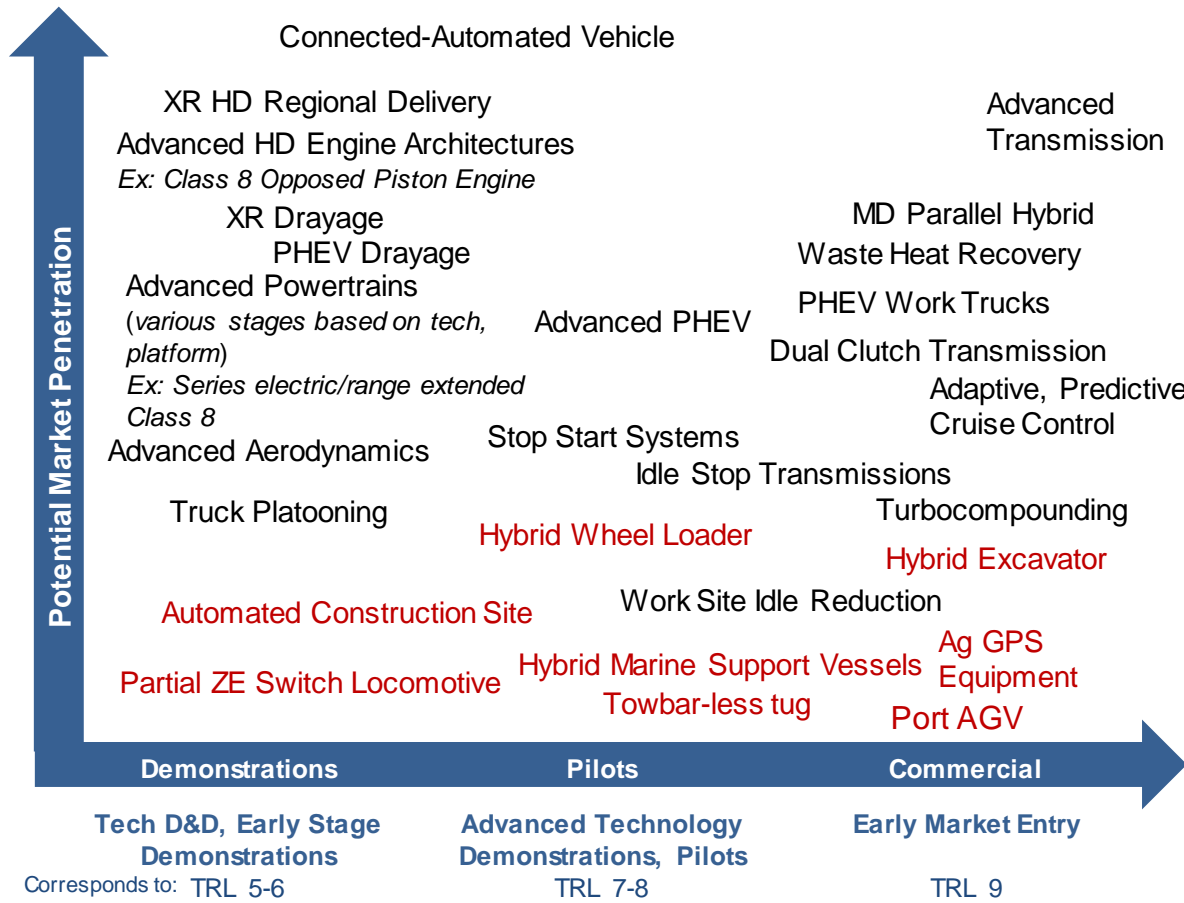 Connected-Automated Vehicle
XR HD Regional Delivery
Advanced
Transmission
Advanced HD Engine Architectures
Ex: Class 8 Opposed Piston Engine
XR Drayage
MD Parallel Hybrid
PHEV Drayage
Waste Heat Recovery
Advanced Powertrains
(various stages based on tech,
platform)
Ex: Series electric/range extended
Class 8
Advanced PHEV
PHEV Work Trucks
Dual Clutch Transmission
Adaptive, Predictive
Cruise Control
Advanced Aerodynamics
Stop Start Systems
Idle Stop Transmissions
Truck Platooning
Turbocompounding
Hybrid Wheel Loader
Hybrid Excavator
Automated Construction Site
Work Site Idle Reduction
Partial ZE Switch Locomotive
Hybrid Marine Support Vessels
Ag GPS
Equipment
Towbar-less tug
Port AGV
Potential Market Penetration
Demonstrations
Pilots
Commercial
Tech D&D, Early Stage
Demonstrations
Advanced Technology
Demonstrations, Pilots
Early Market Entry
Corresponds to: TRL 5-6
TRL 7-8
TRL 9